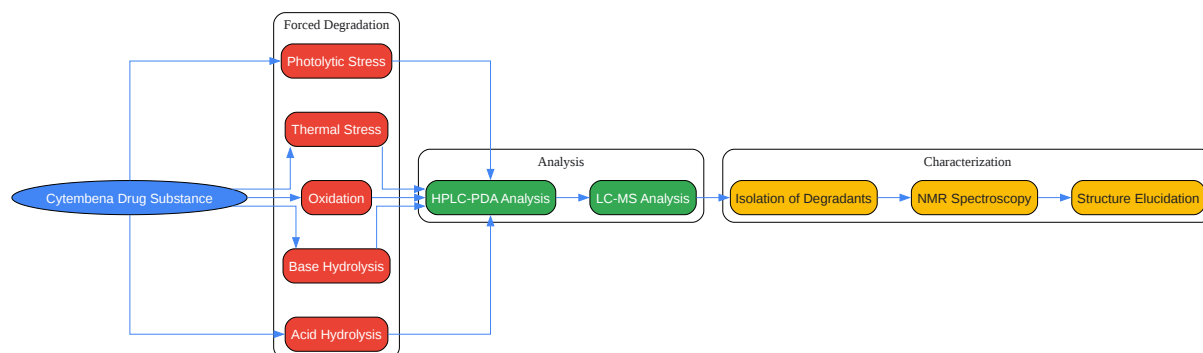 Forced Degradation
Photolytic Stress
Thermal Stress
Analysis
Characterization
Cytembena Drug Substance
Oxidation
HPLC-PDA Analysis
LC-MS Analysis
Isolation of Degradants
NMR Spectroscopy
Structure Elucidation
Base Hydrolysis
Acid Hydrolysis